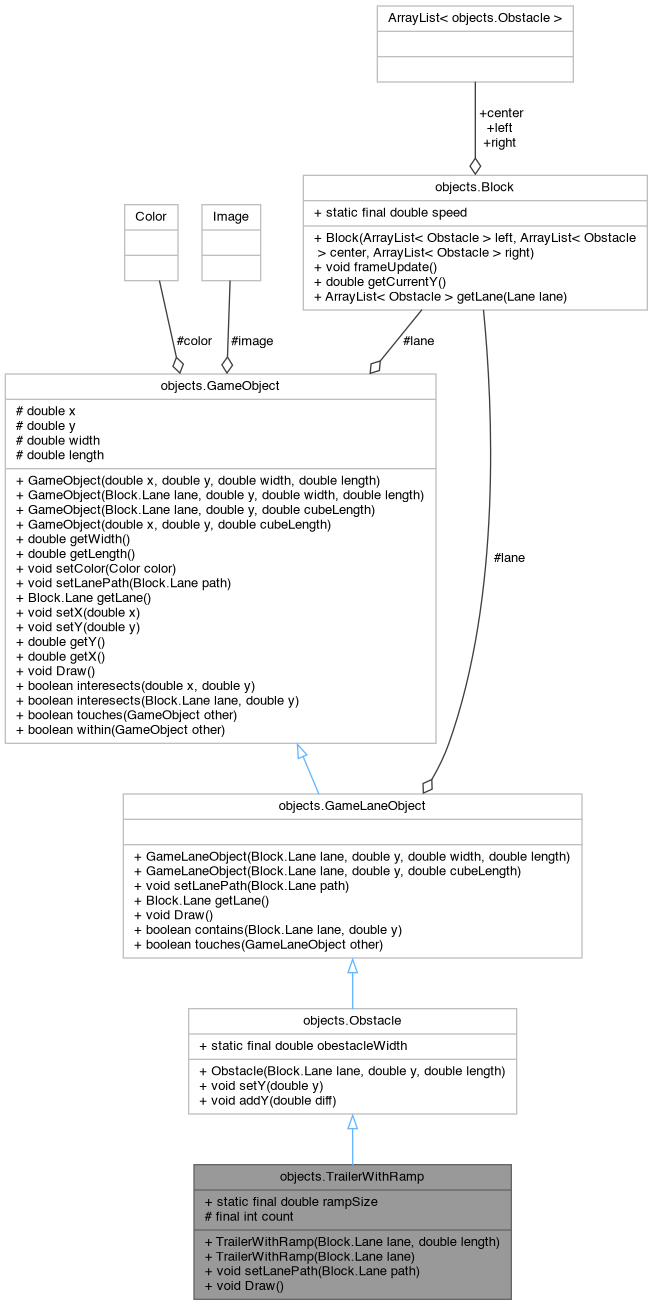 ArrayList< objects.Obstacle >
+center
+left
+right
objects.Block
+ static final double speed
+ Block(ArrayList< Obstacle > left, ArrayList< Obstacle
> center, ArrayList< Obstacle > right)
+ void frameUpdate()
+ double getCurrentY()
+ ArrayList< Obstacle > getLane(Lane lane)
Color
Image
#color
#image
#lane
objects.GameObject
# double x
# double y
# double width
# double length
+ GameObject(double x, double y, double width, double length)
+ GameObject(Block.Lane lane, double y, double width, double length)
+ GameObject(Block.Lane lane, double y, double cubeLength)
+ GameObject(double x, double y, double cubeLength)
+ double getWidth()
+ double getLength()
+ void setColor(Color color)
+ void setLanePath(Block.Lane path)
+ Block.Lane getLane()
+ void setX(double x)
+ void setY(double y)
+ double getY()
+ double getX()
+ void Draw()
+ boolean interesects(double x, double y)
+ boolean interesects(Block.Lane lane, double y)
+ boolean touches(GameObject other)
+ boolean within(GameObject other)
#lane
objects.GameLaneObject
+ GameLaneObject(Block.Lane lane, double y, double width, double length)
+ GameLaneObject(Block.Lane lane, double y, double cubeLength)
+ void setLanePath(Block.Lane path)
+ Block.Lane getLane()
+ void Draw()
+ boolean contains(Block.Lane lane, double y)
+ boolean touches(GameLaneObject other)
objects.Obstacle
+ static final double obestacleWidth
+ Obstacle(Block.Lane lane, double y, double length)
+ void setY(double y)
+ void addY(double diff)
objects.TrailerWithRamp
+ static final double rampSize
# final int count
+ TrailerWithRamp(Block.Lane lane, double length)
+ TrailerWithRamp(Block.Lane lane)
+ void setLanePath(Block.Lane path)
+ void Draw()